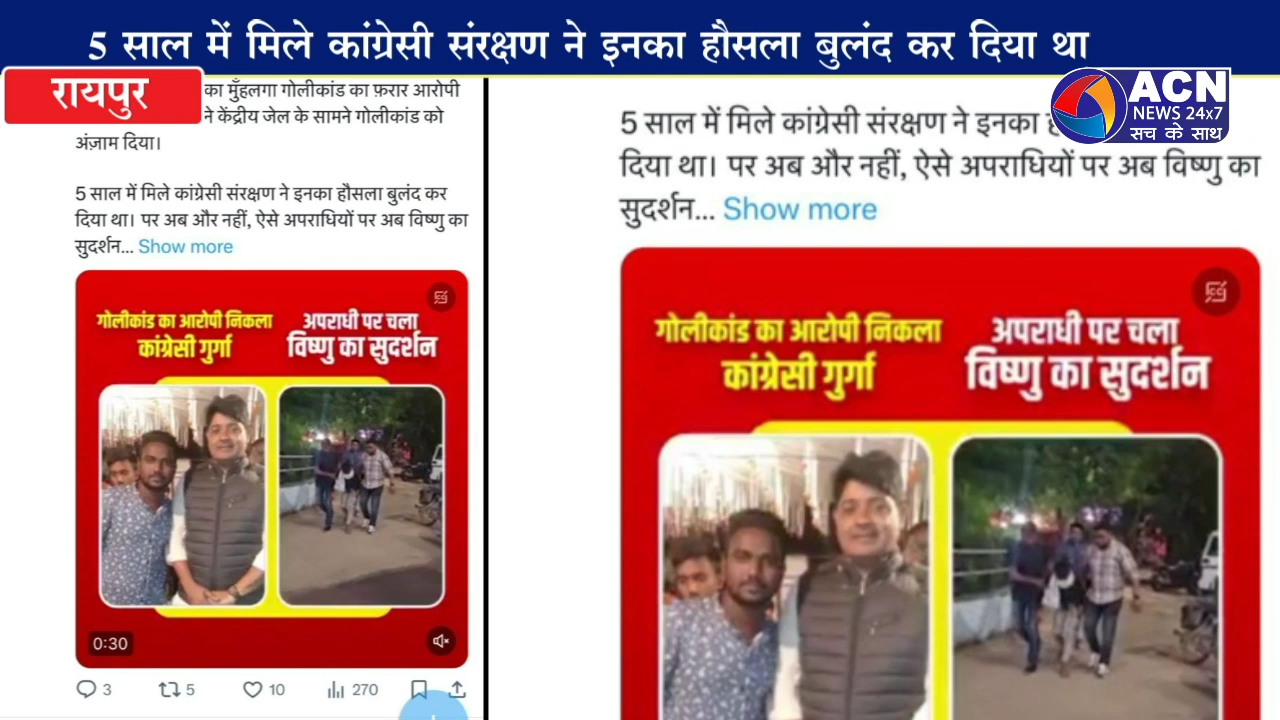 5 साल में मिले कांग्रेसी संरक्षण ने इनका हौसला बुलंद कर दिया था
रायपुर
ACN
NEWS 24x7
सच के साथ
का मुँहलगा गोलीकांड का फ़रार आरोपी
ने केंद्रीय जेल के सामने गोलीकांड को
अंज़ाम दिया।
5 साल में मिले कांग्रेसी संरक्षण ने इनका हौसला बुलंद कर
दिया था। पर अब और नहीं, ऐसे अपराधियों पर अब विष्णु का
सुदर्शन... Show more
गोलीकांड का आरोपी निकला
कांग्रेसी गुर्गा
अपराधी पर चला
विष्णु का सुदर्शन
0:30
3 5 10 270
5 साल में मिले कांग्रेसी संरक्षण ने इनका
दिया था। पर अब और नहीं, ऐसे अपराधियों पर अब विष्णु का
सुदर्शन... Show more
गोलीकांड का आरोपी निकला
कांग्रेसी गुर्गा
अपराधी पर चला
विष्णु का सुदर्शन